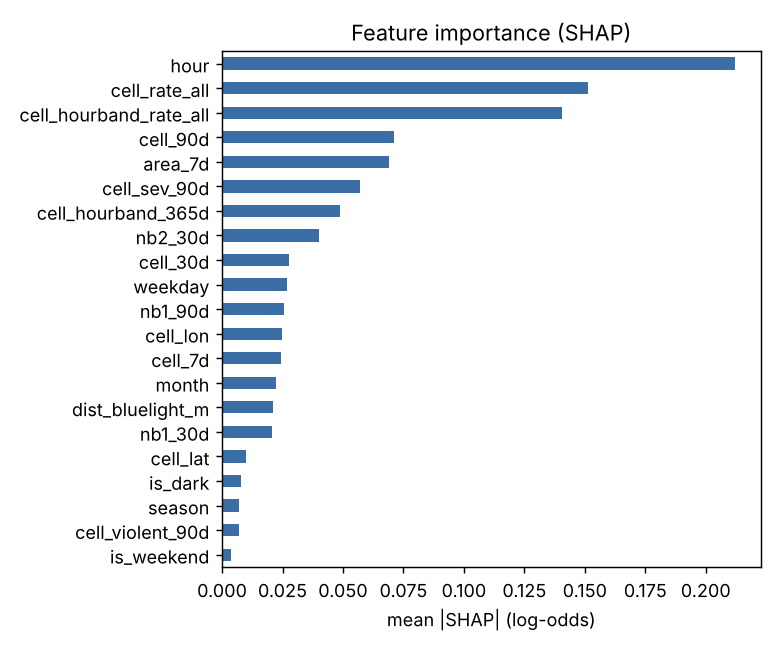 Feature importance (SHAP)
hour
cell_rate_all
cell_hourband_rate_all
cell_90d
area_7d
cell_sev_90d
cell_hourband_365d
nb2_30d
cell_30d
weekday
nb1_90d
cell_lon
cell_7d
month
dist_bluelight_m
nb1_30d
cell_lat
is_dark
season
cell_violent_90d
is_weekend
0.000 0.025 0.050 0.075 0.100 0.125 0.150 0.175 0.200
mean |SHAP| (log-odds)